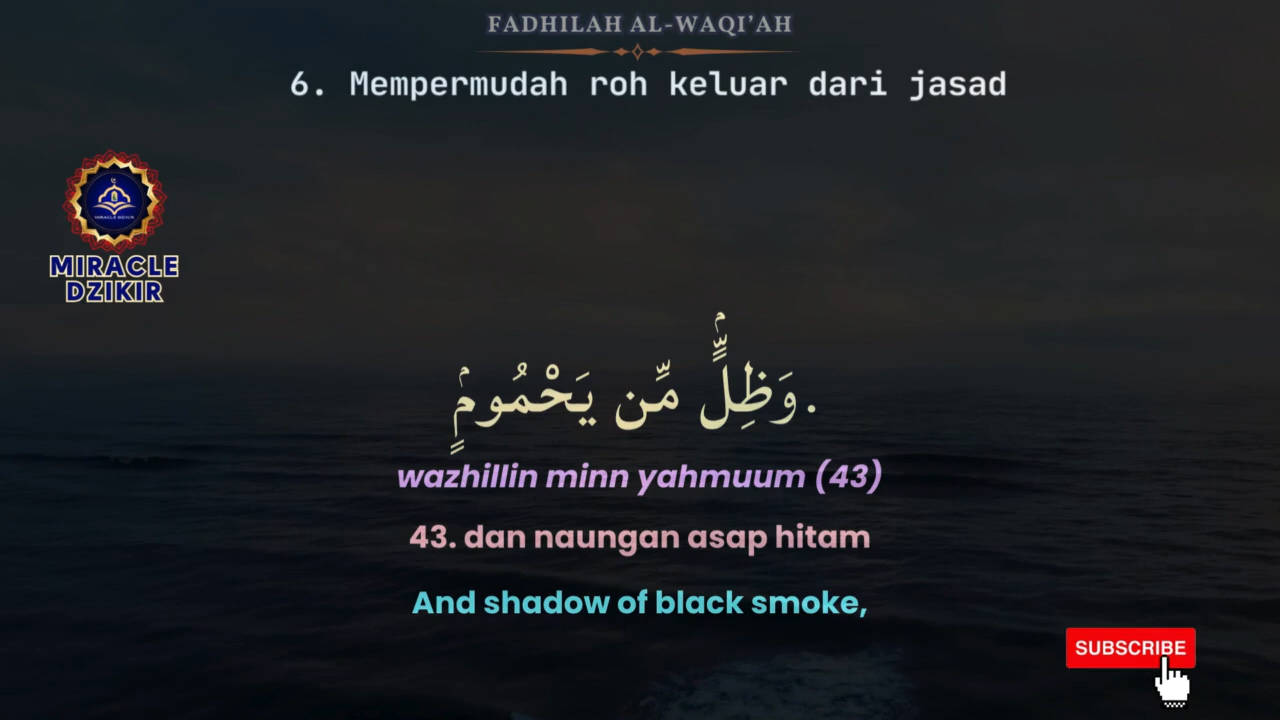 FADHILAH AL-WAQI'AH
6. Mempermudah roh keluar dari jasad
MIRACLE
DZIKIR
.وَظِلٍّۢ مِّن يَحْمُومٍۢ
wazhillin minn yahmuum (43)
43. dan naungan asap hitam
And shadow of black smoke,
SUBSCRIBE